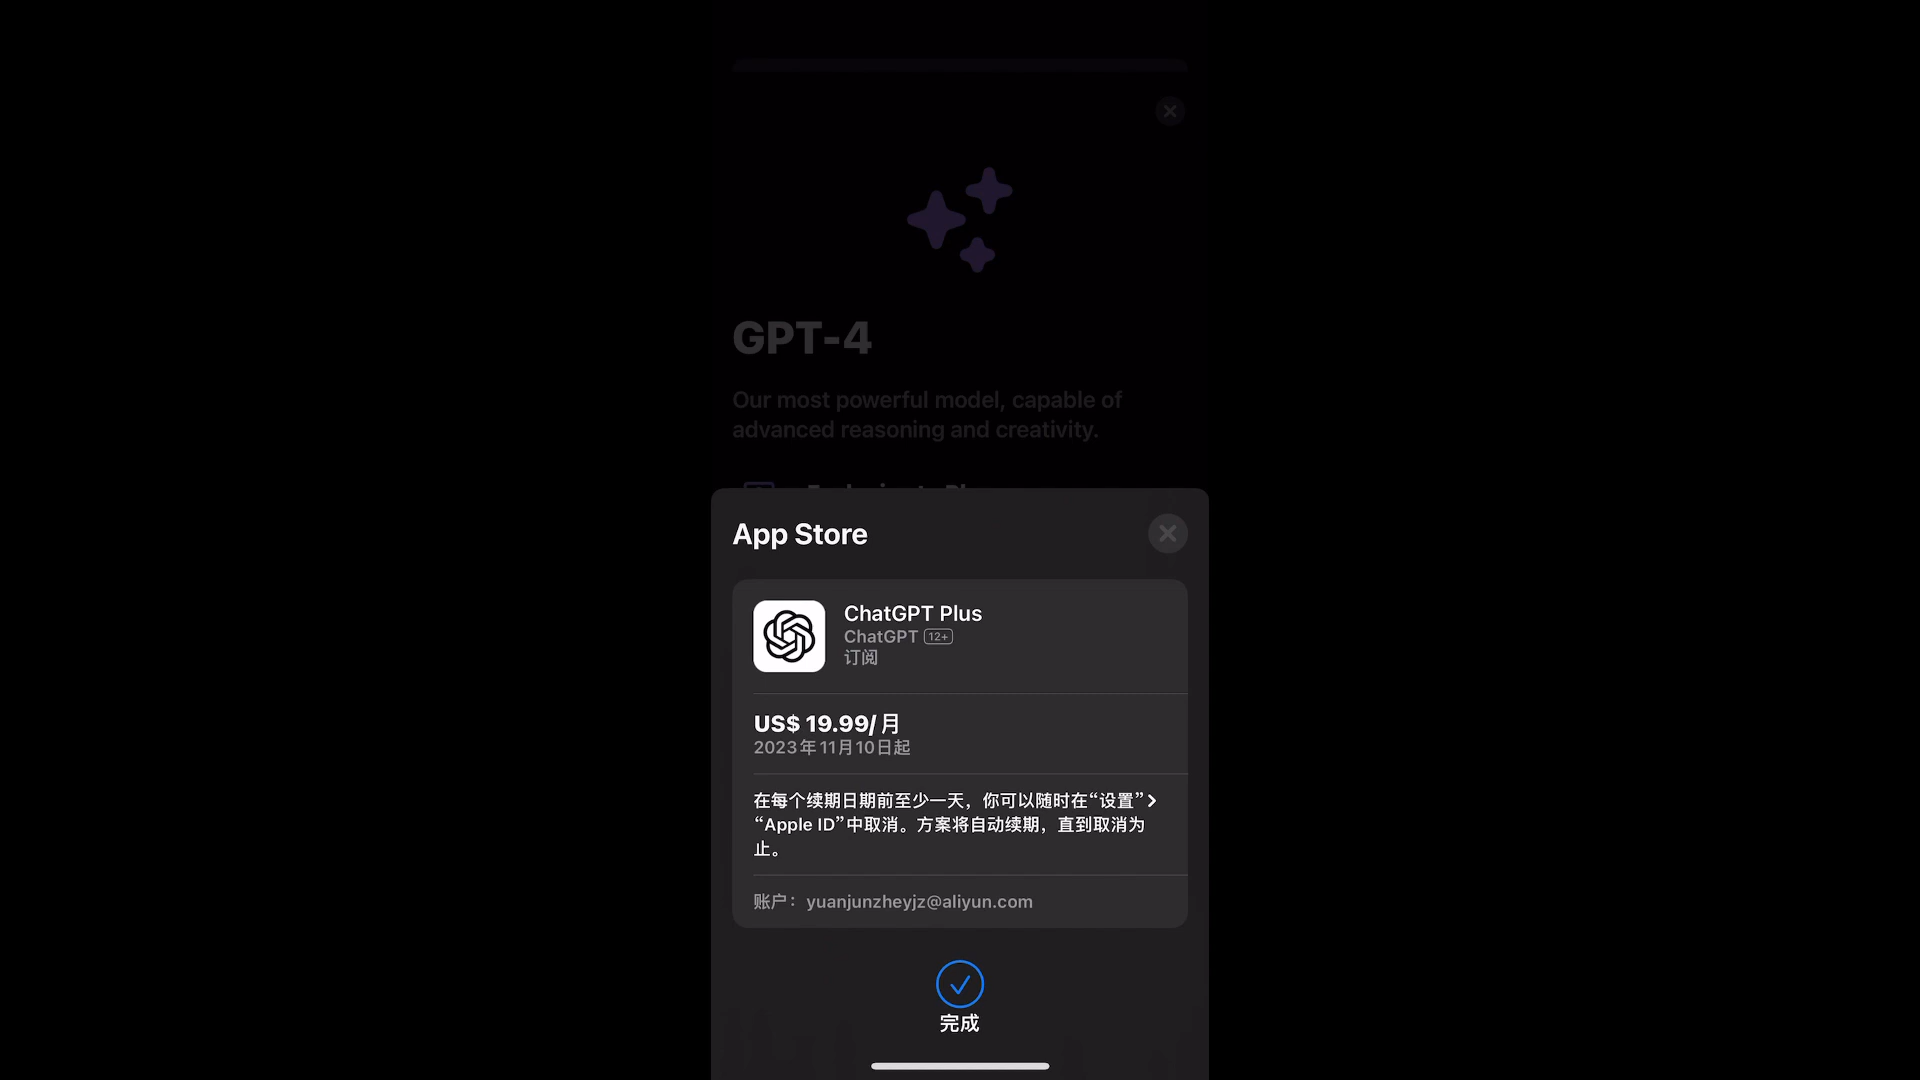 GPT-4
Our most powerful model, capable of
advanced reasoning and creativity.
App Store
ChatGPT Plus
ChatGPT 12+
订阅
US$ 19.99/月
2023年11月10日起
在每个续期日期前至少一天，你可以随时在“设置”>
“Apple ID”中取消。方案将自动续期，直到取消为
止。
账户：yuanjunzheyjz@aliyun.com
完成